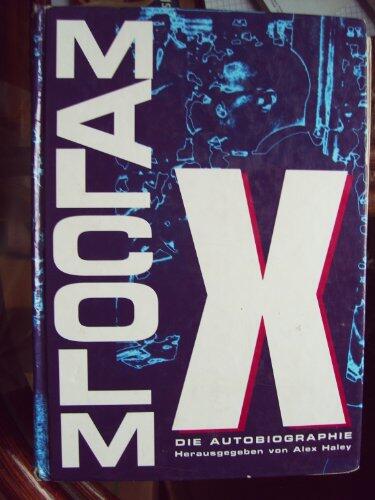 MALCOLM
X
DIE AUTOBIOGRAPHIE
Herausgegeben von Alex Haley